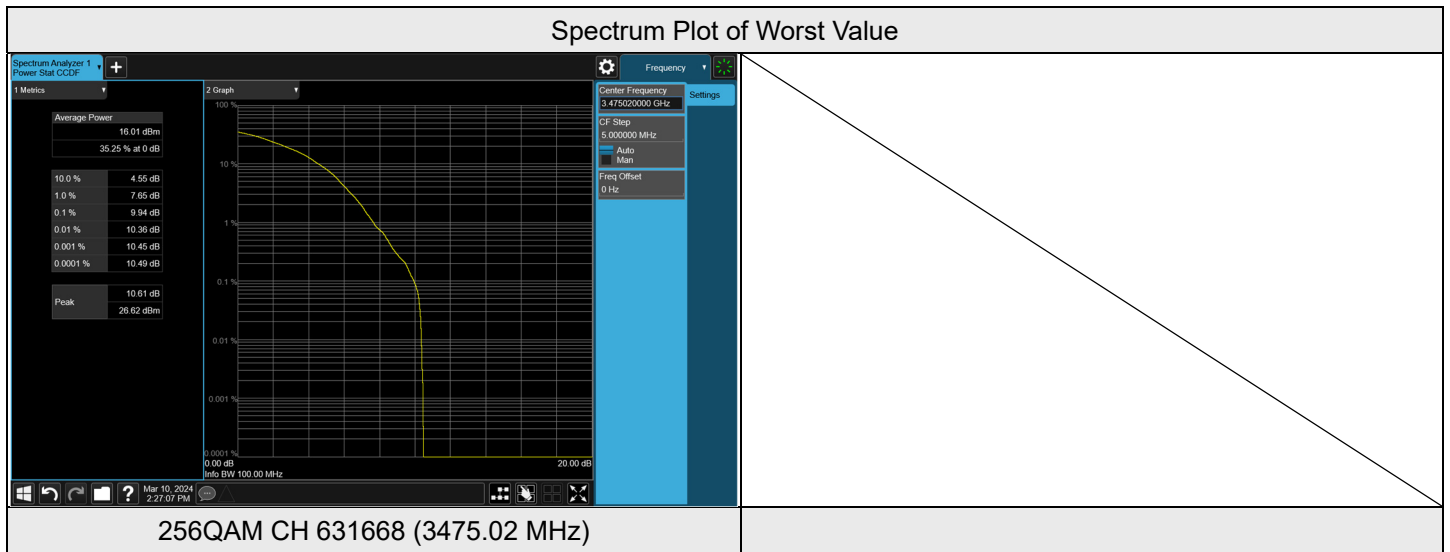 Spectrum Plot of Worst Value
Spectrum Analyzer 1
Power Stat CCDF
Frequency
1 Metrics
2 Graph
Average Power
16.01 dBm
35.25 % at 0 dB
10.0 % 4.55 dB
1.0 % 7.65 dB
0.1 % 9.94 dB
0.01 % 10.36 dB
0.001 % 10.45 dB
0.0001 % 10.49 dB
Peak
10.61 dB
26.62 dBm
100 %
10 %
1 %
0.1 %
0.01 %
0.001 %
0.0001 %
0.00 dB 20.00 dB
Info BW 100.00 MHz
Center Frequency
3.475020000 GHz
Settings
CF Step
5.000000 MHz
Auto
Man
Freq Offset
0 Hz
?
Mar 10, 2024
2:27:07 PM
256QAM CH 631668 (3475.02 MHz)